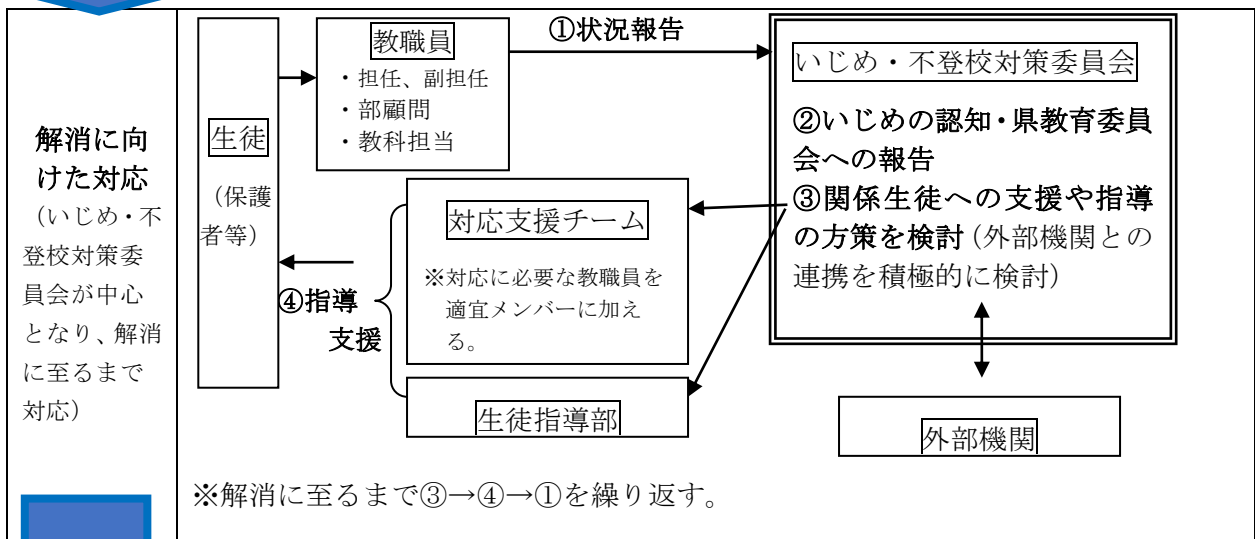 解消に向
けた対応
（いじめ・不
登校対策委
員会が中心
となり、解消
に至るまで
対応）
生徒
（保護
者等）
教職員
・担任、副担任
・部顧問
・教科担当
①状況報告
いじめ・不登校対策委員会
②いじめの認知・県教育委員
会への報告
③関係生徒への支援や指導
の方策を検討（外部機関との
連携を積極的に検討）
対応支援チーム
※対応に必要な教職員を
適宜メンバーに加え
る。
④指導
支援
生徒指導部
外部機関
※解消に至るまで③→④→①を繰り返す。